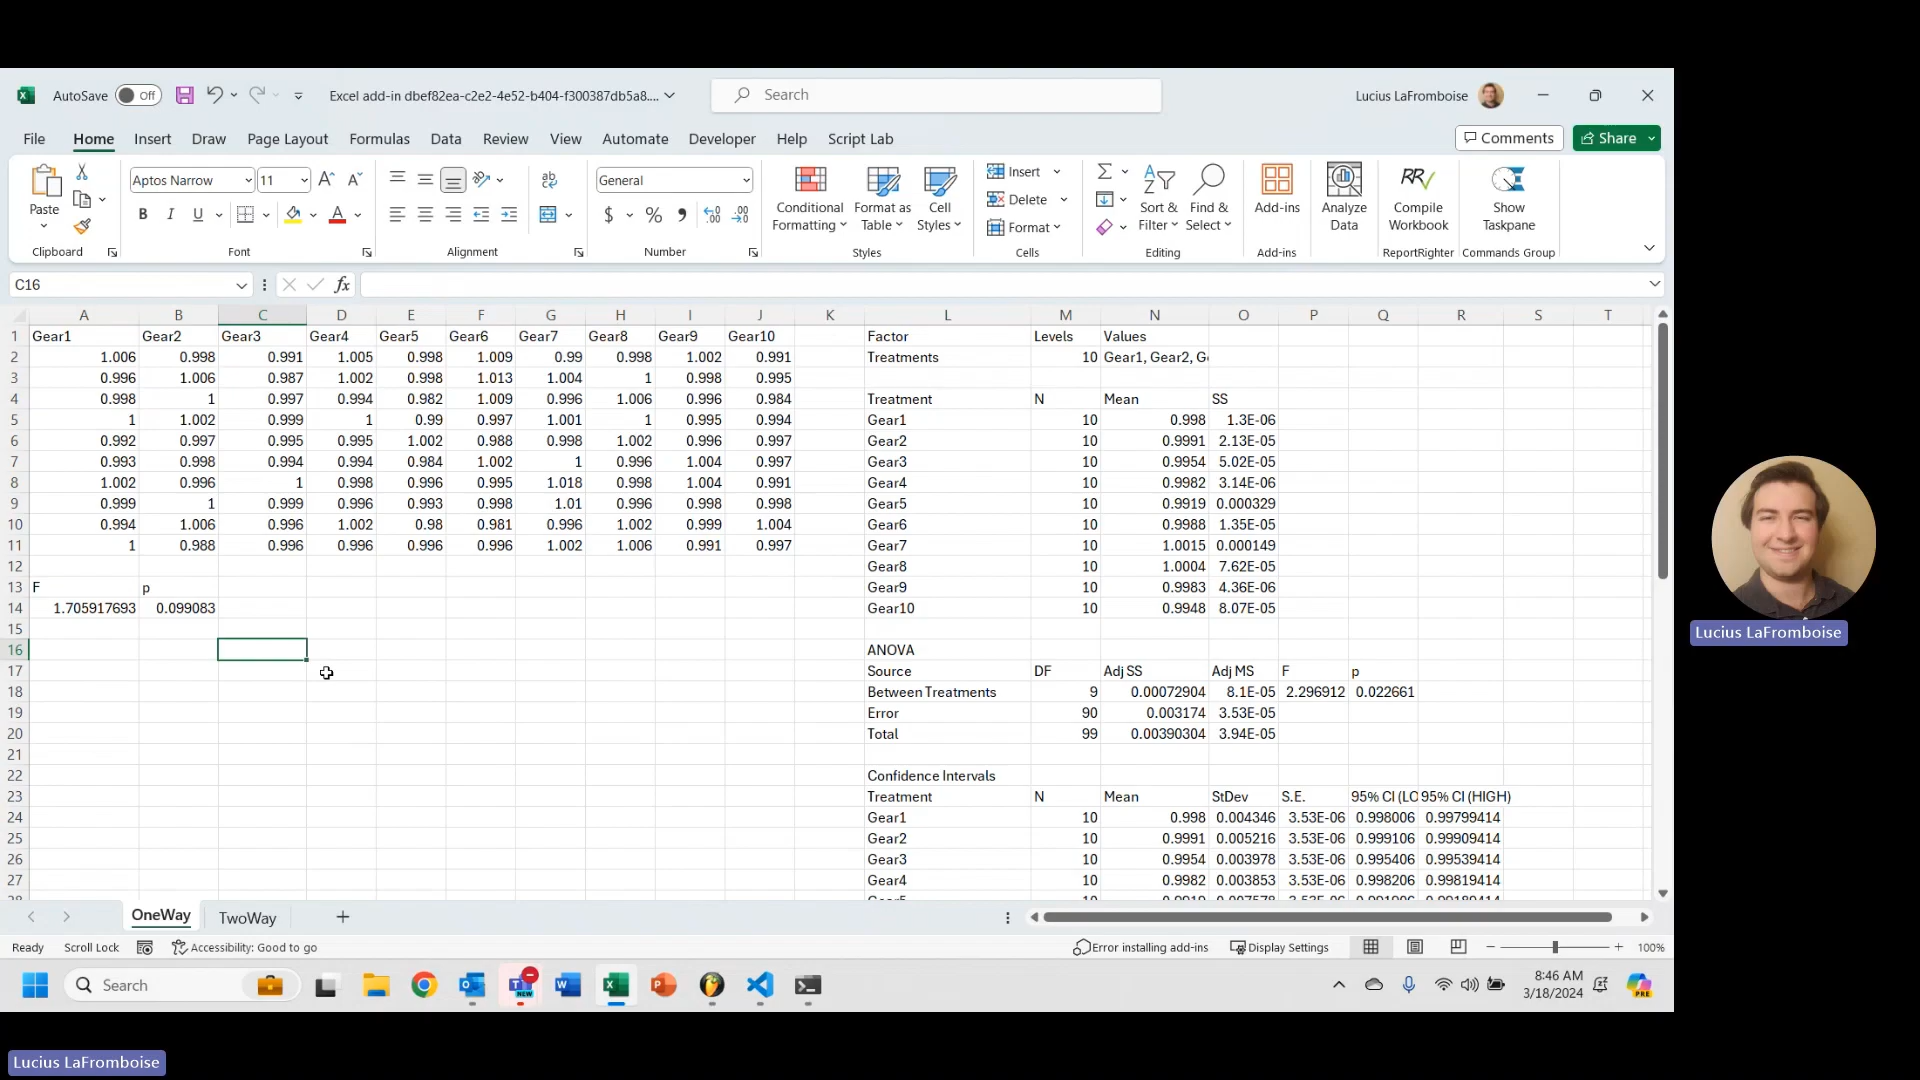 AutoSave Off Excel add-in dbef82ea-c2e2-4e52-b404-f300387db5a8.... Search Lucius LaFromboise
File Home Insert Draw Page Layout Formulas Data Review View Automate Developer Help Script Lab Comments Share
Paste Aptos Narrow 11 General Conditional Formatting Format as Table Cell Styles Insert Delete Format Sort & Filter Find & Select Add-ins Analyze Data Compile Workbook Show Taskpane
Clipboard Font Alignment Number Styles Cells Editing Add-ins ReportRighter Commands Group
C16 fx
A B C D E F G H I J K L M N O P Q R S T
1 Gear1 Gear2 Gear3 Gear4 Gear5 Gear6 Gear7 Gear8 Gear9 Gear10 Factor Levels Values
2 1.006 0.998 0.991 1.005 0.998 1.009 0.99 0.998 1.002 0.991 Treatments 10 Gear1, Gear2, G
3 0.996 1.006 0.987 1.002 0.998 1.013 1.004 1 0.998 0.995
4 0.998 1 0.997 0.994 0.982 1.009 0.996 1.006 0.996 0.984 Treatment N Mean SS
5 1 1.002 0.999 1 0.99 0.997 1.001 1 0.995 0.994 Gear1 10 0.998 1.3E-06
6 0.992 0.997 0.995 0.995 1.002 0.988 0.998 1.002 0.996 0.997 Gear2 10 0.9991 2.13E-05
7 0.993 0.998 0.994 0.994 0.984 1.002 1 0.996 1.004 0.997 Gear3 10 0.9954 5.02E-05
8 1.002 0.996 1 0.998 0.996 0.995 1.018 0.998 1.004 0.991 Gear4 10 0.9982 3.14E-06
9 0.999 1 0.999 0.996 0.993 0.998 1.01 0.996 0.998 0.998 Gear5 10 0.9919 0.000329
10 0.994 1.006 0.996 1.002 0.98 0.981 0.996 1.002 0.999 1.004 Gear6 10 0.9988 1.35E-05
11 1 0.988 0.996 0.996 0.996 0.996 1.002 1.006 0.991 0.997 Gear7 10 1.0015 0.000149
12 Gear8 10 1.0004 7.62E-05
13 F p Gear9 10 0.9983 4.36E-06
14 1.705917693 0.099083 Gear10 10 0.9948 8.07E-05
15
16 ANOVA
17 Source DF Adj SS Adj MS F p
18 Between Treatments 9 0.00072904 8.1E-05 2.296912 0.022661
19 Error 90 0.003174 3.53E-05
20 Total 99 0.00390304 3.94E-05
21
22 Confidence Intervals
23 Treatment N Mean StDev S.E. 95% CI (LO 95% CI (HIGH)
24 Gear1 10 0.998 0.004346 3.53E-06 0.998006 0.99799414
25 Gear2 10 0.9991 0.005216 3.53E-06 0.999106 0.99909414
26 Gear3 10 0.9954 0.003978 3.53E-06 0.995406 0.99539414
27 Gear4 10 0.9982 0.003853 3.53E-06 0.998206 0.99819414
OneWay TwoWay
Ready Scroll Lock Accessibility: Good to go Error installing add-ins Display Settings 100%
Search 8:46 AM
3/18/2024
Lucius LaFromboise
Lucius LaFromboise